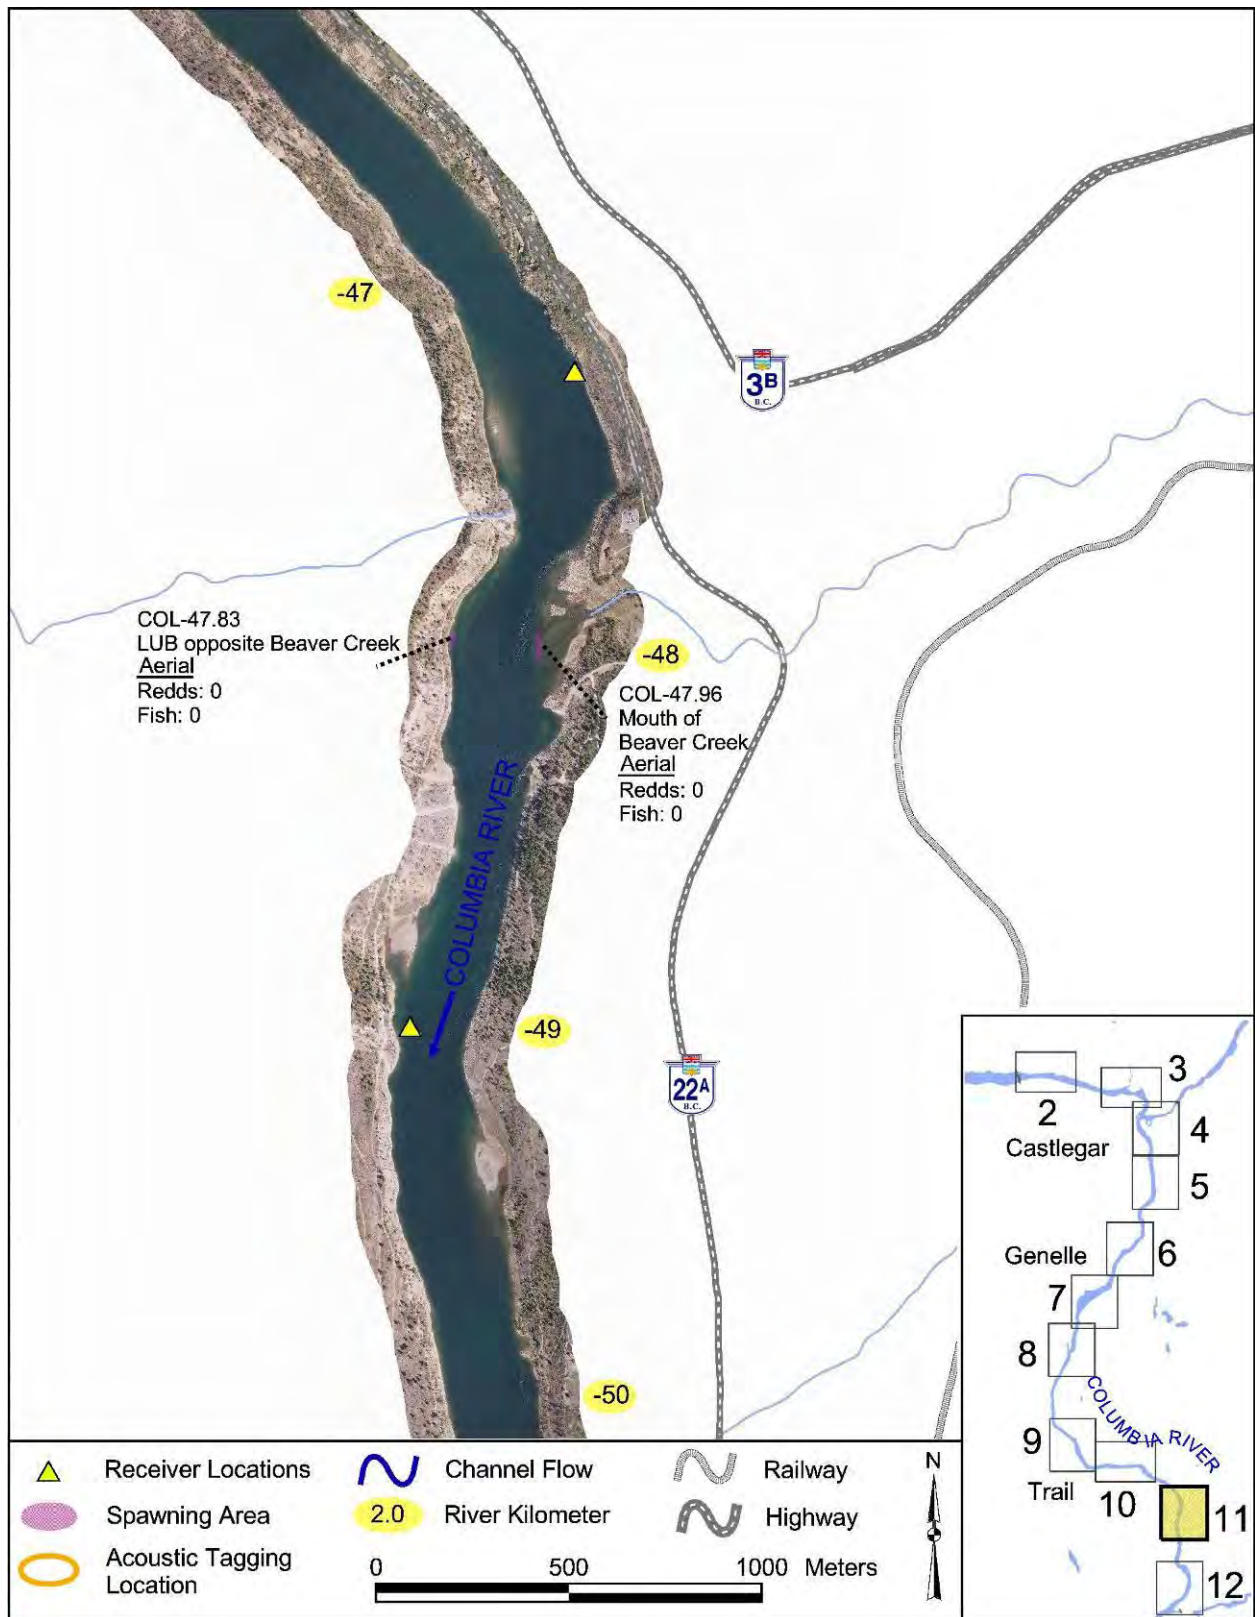 -47
3B
B.C.
COL-47.83
LUB opposite Beaver Creek
Aerial
Redds: 0
Fish: 0
-48
COL-47.96
Mouth of
Beaver Creek
Aerial
Redds: 0
Fish: 0
COLUMBIA RIVER
-49
22A
B.C.
-50
2
3
Castlegar
4
5
Genelle
6
7
8
COLUMBIA RIVER
9
Trail
10
11
12
Receiver Locations
Spawning Area
Acoustic Tagging
Location
Channel Flow
2.0 River Kilometer
Railway
Highway
N
0 500 1000 Meters